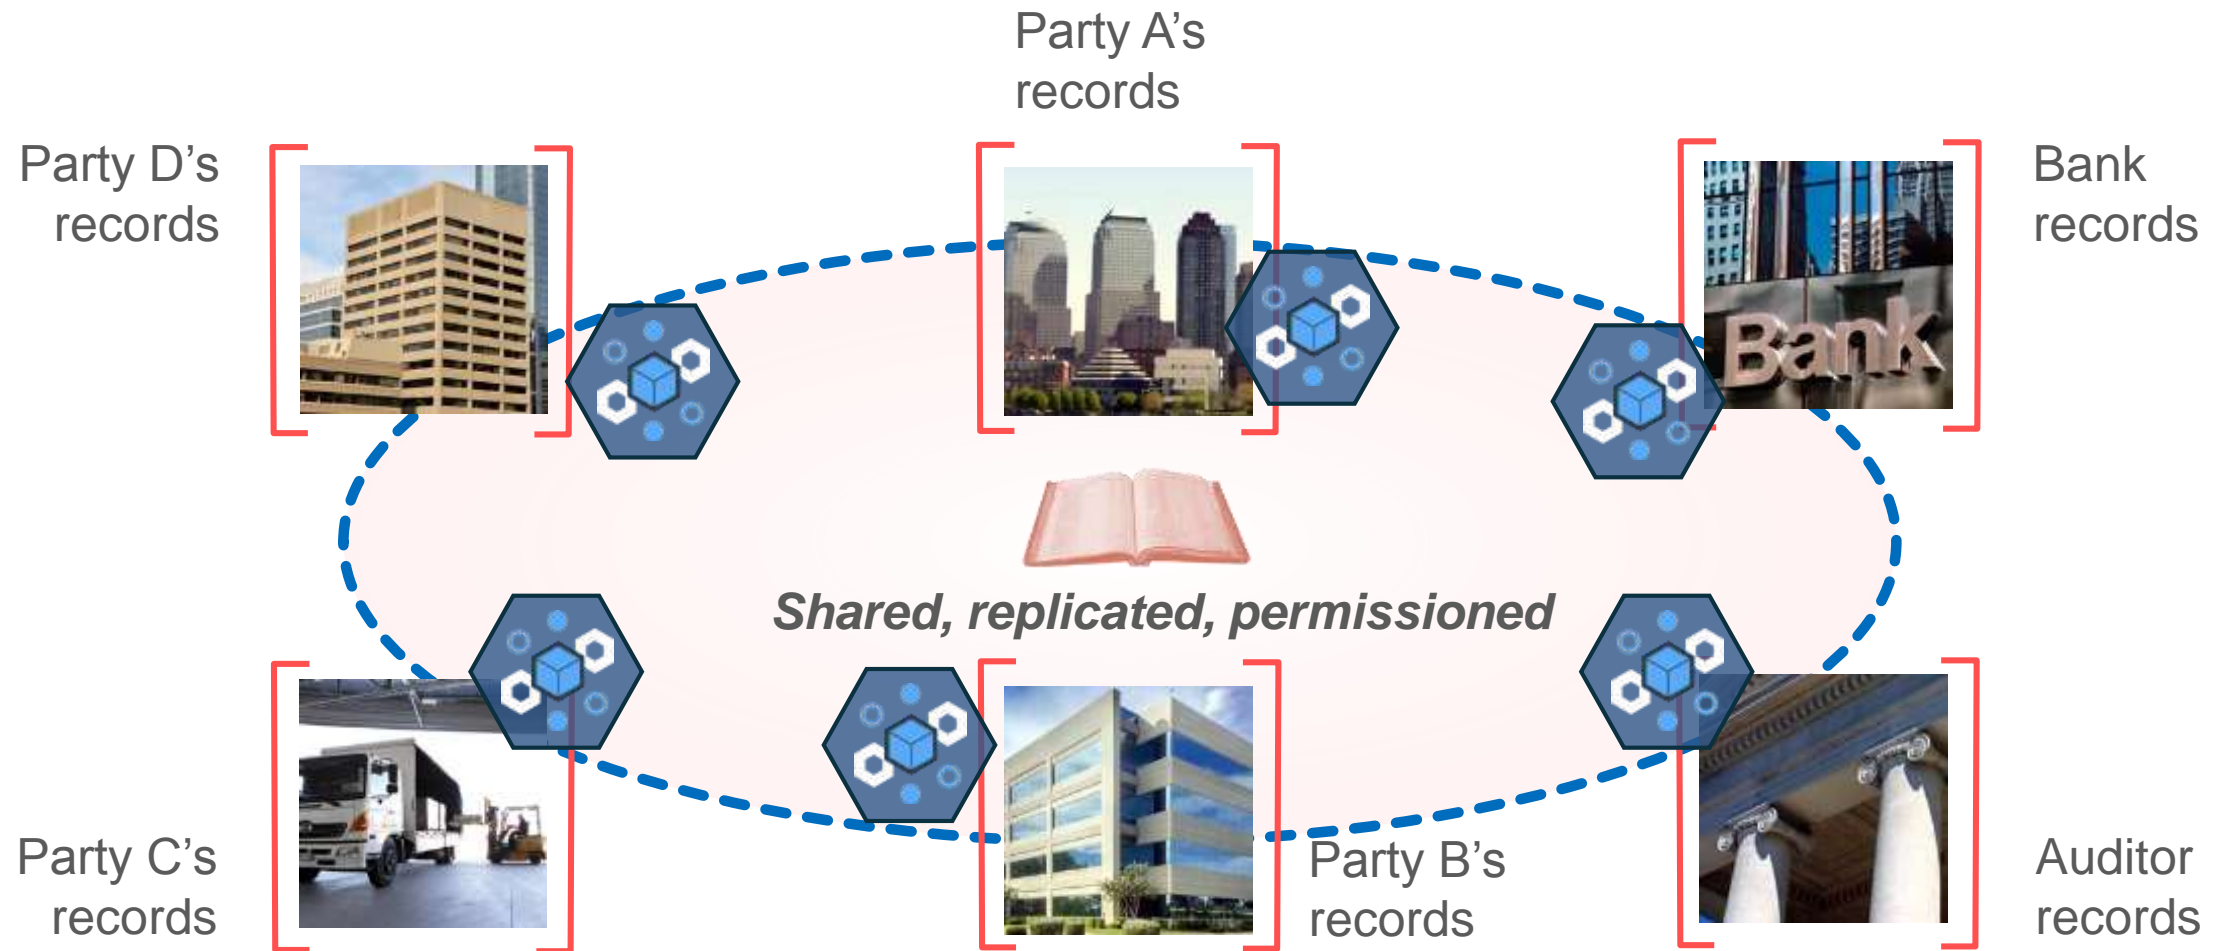 Party A’s
records
Party D’s
records
Bank
records
Bank
Shared, replicated, permissioned
Party C’s
records
Party B’s
records
Auditor
records